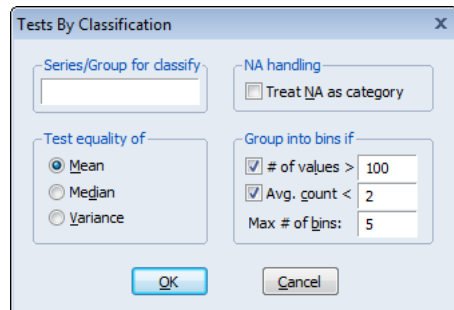 Tests By Classification x
Series/Group for classify
NA handling
Treat NA as category
Test equality of
Mean
Median
Variance
Group into bins if
# of values > 100
Avg. count < 2
Max # of bins: 5
OK
Cancel